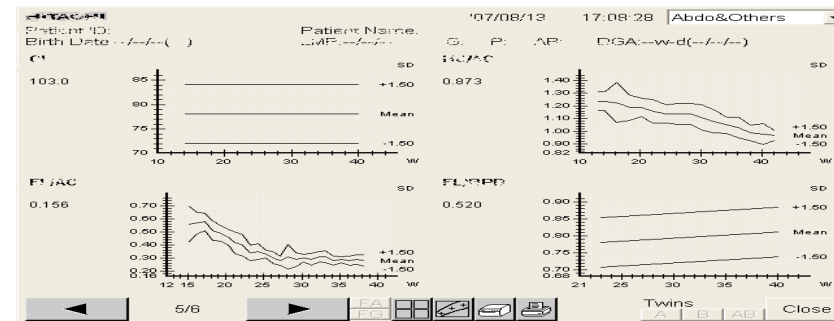 HITACHI '07/08/13 17:08:28 Abdo&Others
Patient ID: Patient Name:
Birth Date --/--/--( ) LMP:--/--/-- G: P: AB: DGA:--w-d(--/--/--)
CI
SD
103.0
85
80
75
70
+1.50
Mean
-1.50
10 20 30 40 W
HC/AC
SD
0.873
1.40
1.30
1.20
1.10
1.00
0.90
0.82
+1.50
Mean
-1.50
10 20 30 40 W
FL/AC
SD
0.156
0.70
0.60
0.50
0.40
0.30
0.20
0.16
+1.50
Mean
-1.50
12 15 20 25 30 35 40 W
FL/BPD
SD
0.520
0.90
0.85
0.80
0.75
0.70
0.68
+1.50
Mean
-1.50
21 25 30 35 40 W
5/6 FA Twins
FG A B AB Close